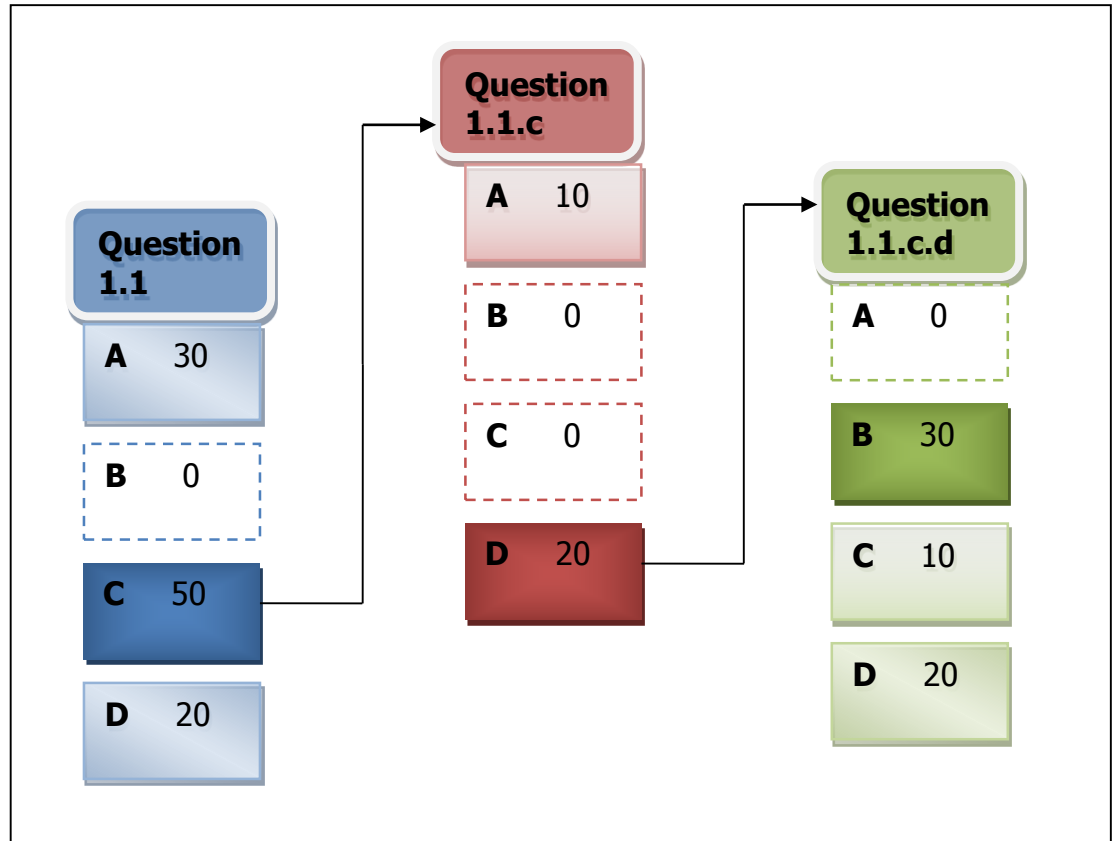 Question
1.1
A 30
B 0
C 50
D 20
Question
1.1.c
A 10
B 0
C 0
D 20
Question
1.1.c.d
A 0
B 30
C 10
D 20